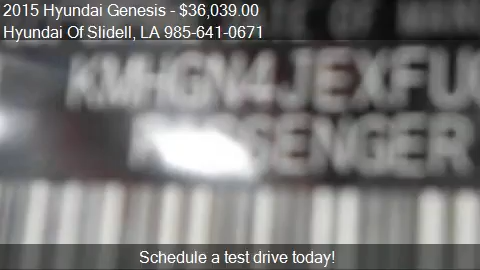 2015 Hyundai Genesis - $36,039.00
Hyundai Of Slidell, LA 985-641-0671
KMHGN4JEXFU
PASSENGER
Schedule a test drive today!